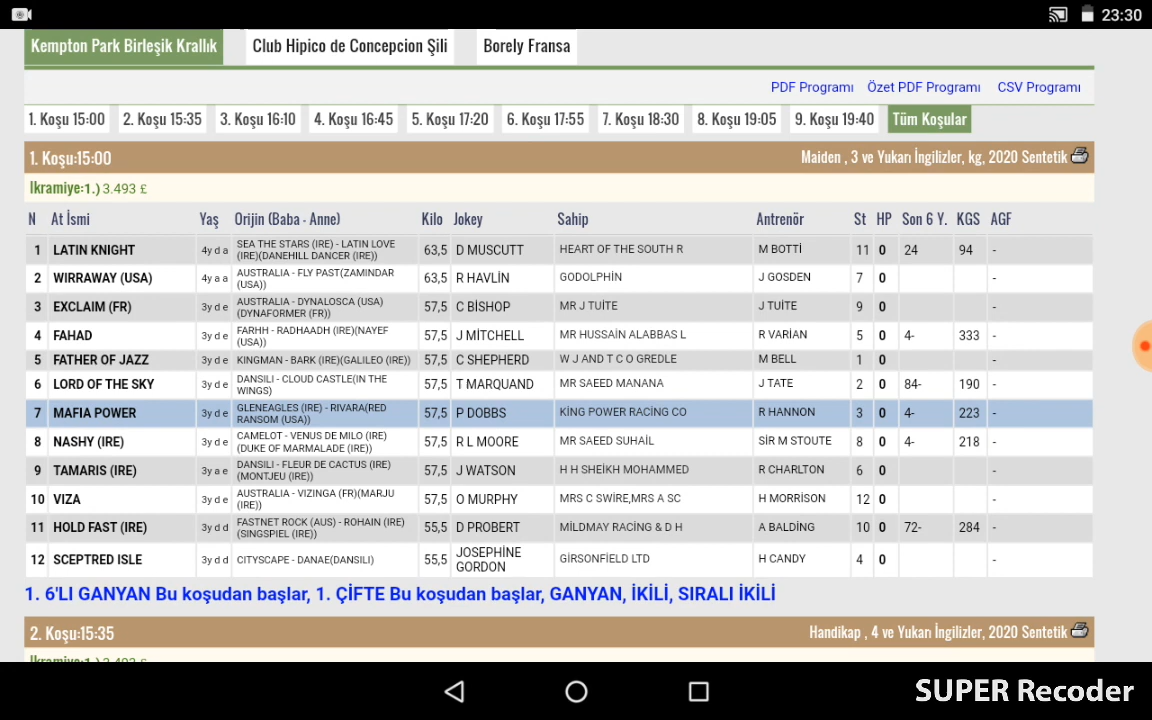 23:30
Kempton Park Birleşik Krallık Club Hipico de Concepcion Şili Borely Fransa
PDF Programı Özet PDF Programı CSV Programı
1. Koşu 15:00 2. Koşu 15:35 3. Koşu 16:10 4. Koşu 16:45 5. Koşu 17:20 6. Koşu 17:55 7. Koşu 18:30 8. Koşu 19:05 9. Koşu 19:40 Tüm Koşular
1. Koşu:15:00 Maiden , 3 ve Yukarı İngilizler, kg, 2020 Sentetik
İkramiye:1.) 3.493 £
N At İsmi Yaş Orijin (Baba - Anne) Kilo Jokey Sahip Antrenör St HP Son 6 Y. KGS AGF
1 LATIN KNIGHT 4y d a SEA THE STARS (IRE) - LATIN LOVE (IRE)(DANEHILL DANCER (IRE)) 63,5 D MUSCUTT HEART OF THE SOUTH R M BOTTİ 11 0 24 94 -
2 WIRRAWAY (USA) 4y a a AUSTRALIA - FLY PAST(ZAMINDAR (USA)) 63,5 R HAVLİN GODOLPHİN J GOSDEN 7 0 -
3 EXCLAIM (FR) 3y d e AUSTRALIA - DYNALOSCA (USA) (DYNAFORMER (FR)) 57,5 C BİSHOP MR J TUİTE J TUİTE 9 0 -
4 FAHAD 3y d e FARHH - RADHAADH (IRE)(NAYEF (USA)) 57,5 J MİTCHELL MR HUSSAİN ALABBAS L R VARİAN 5 0 4- 333 -
5 FATHER OF JAZZ 3y d e KINGMAN - BARK (IRE)(GALILEO (IRE)) 57,5 C SHEPHERD W J AND T C O GREDLE M BELL 1 0 -
6 LORD OF THE SKY 3y d e DANSILI - CLOUD CASTLE(IN THE WINGS) 57,5 T MARQUAND MR SAEED MANANA J TATE 2 0 84- 190 -
7 MAFIA POWER 3y d e GLENEAGLES (IRE) - RIVARA(RED RANSOM (USA)) 57,5 P DOBBS KİNG POWER RACİNG CO R HANNON 3 0 4- 223 -
8 NASHY (IRE) 3y d e CAMELOT - VENUS DE MILO (IRE) (DUKE OF MARMALADE (IRE)) 57,5 R L MOORE MR SAEED SUHAİL SİR M STOUTE 8 0 4- 218 -
9 TAMARIS (IRE) 3y a e DANSILI - FLEUR DE CACTUS (IRE) (MONTJEU (IRE)) 57,5 J WATSON H H SHEİKH MOHAMMED R CHARLTON 6 0 -
10 VIZA 3y d e AUSTRALIA - VIZINGA (FR)(MARJU (IRE)) 57,5 O MURPHY MRS C SWİRE,MRS A SC H MORRİSON 12 0 -
11 HOLD FAST (IRE) 3y d d FASTNET ROCK (AUS) - ROHAIN (IRE) (SINGSPIEL (IRE)) 55,5 D PROBERT MİLDMAY RACİNG & D H A BALDİNG 10 0 72- 284 -
12 SCEPTRED ISLE 3y d d CITYSCAPE - DANAE(DANSILI) 55,5 JOSEPHİNE GORDON GİRSONFİELD LTD H CANDY 4 0 -
1. 6'LI GANYAN Bu koşudan başlar, 1. ÇİFTE Bu koşudan başlar, GANYAN, İKİLİ, SIRALI İKİLİ
2. Koşu:15:35 Handikap , 4 ve Yukarı İngilizler, 2020 Sentetik
İkramiye:1.) 3.493 £
SUPER Recoder